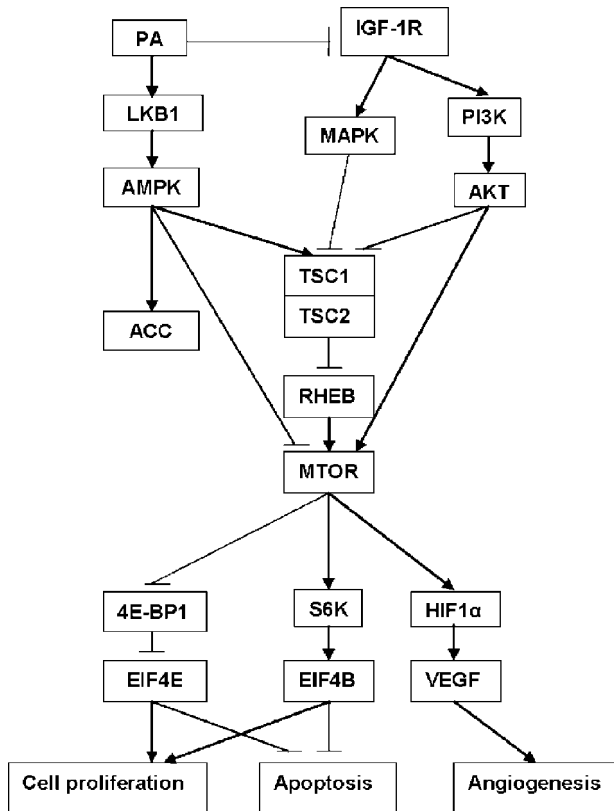 PA
IGF-1R
LKB1
MAPK
PI3K
AMPK
AKT
TSC1
TSC2
ACC
RHEB
MTOR
4E-BP1
S6K
HIF1α
EIF4E
EIF4B
VEGF
Cell proliferation
Apoptosis
Angiogenesis